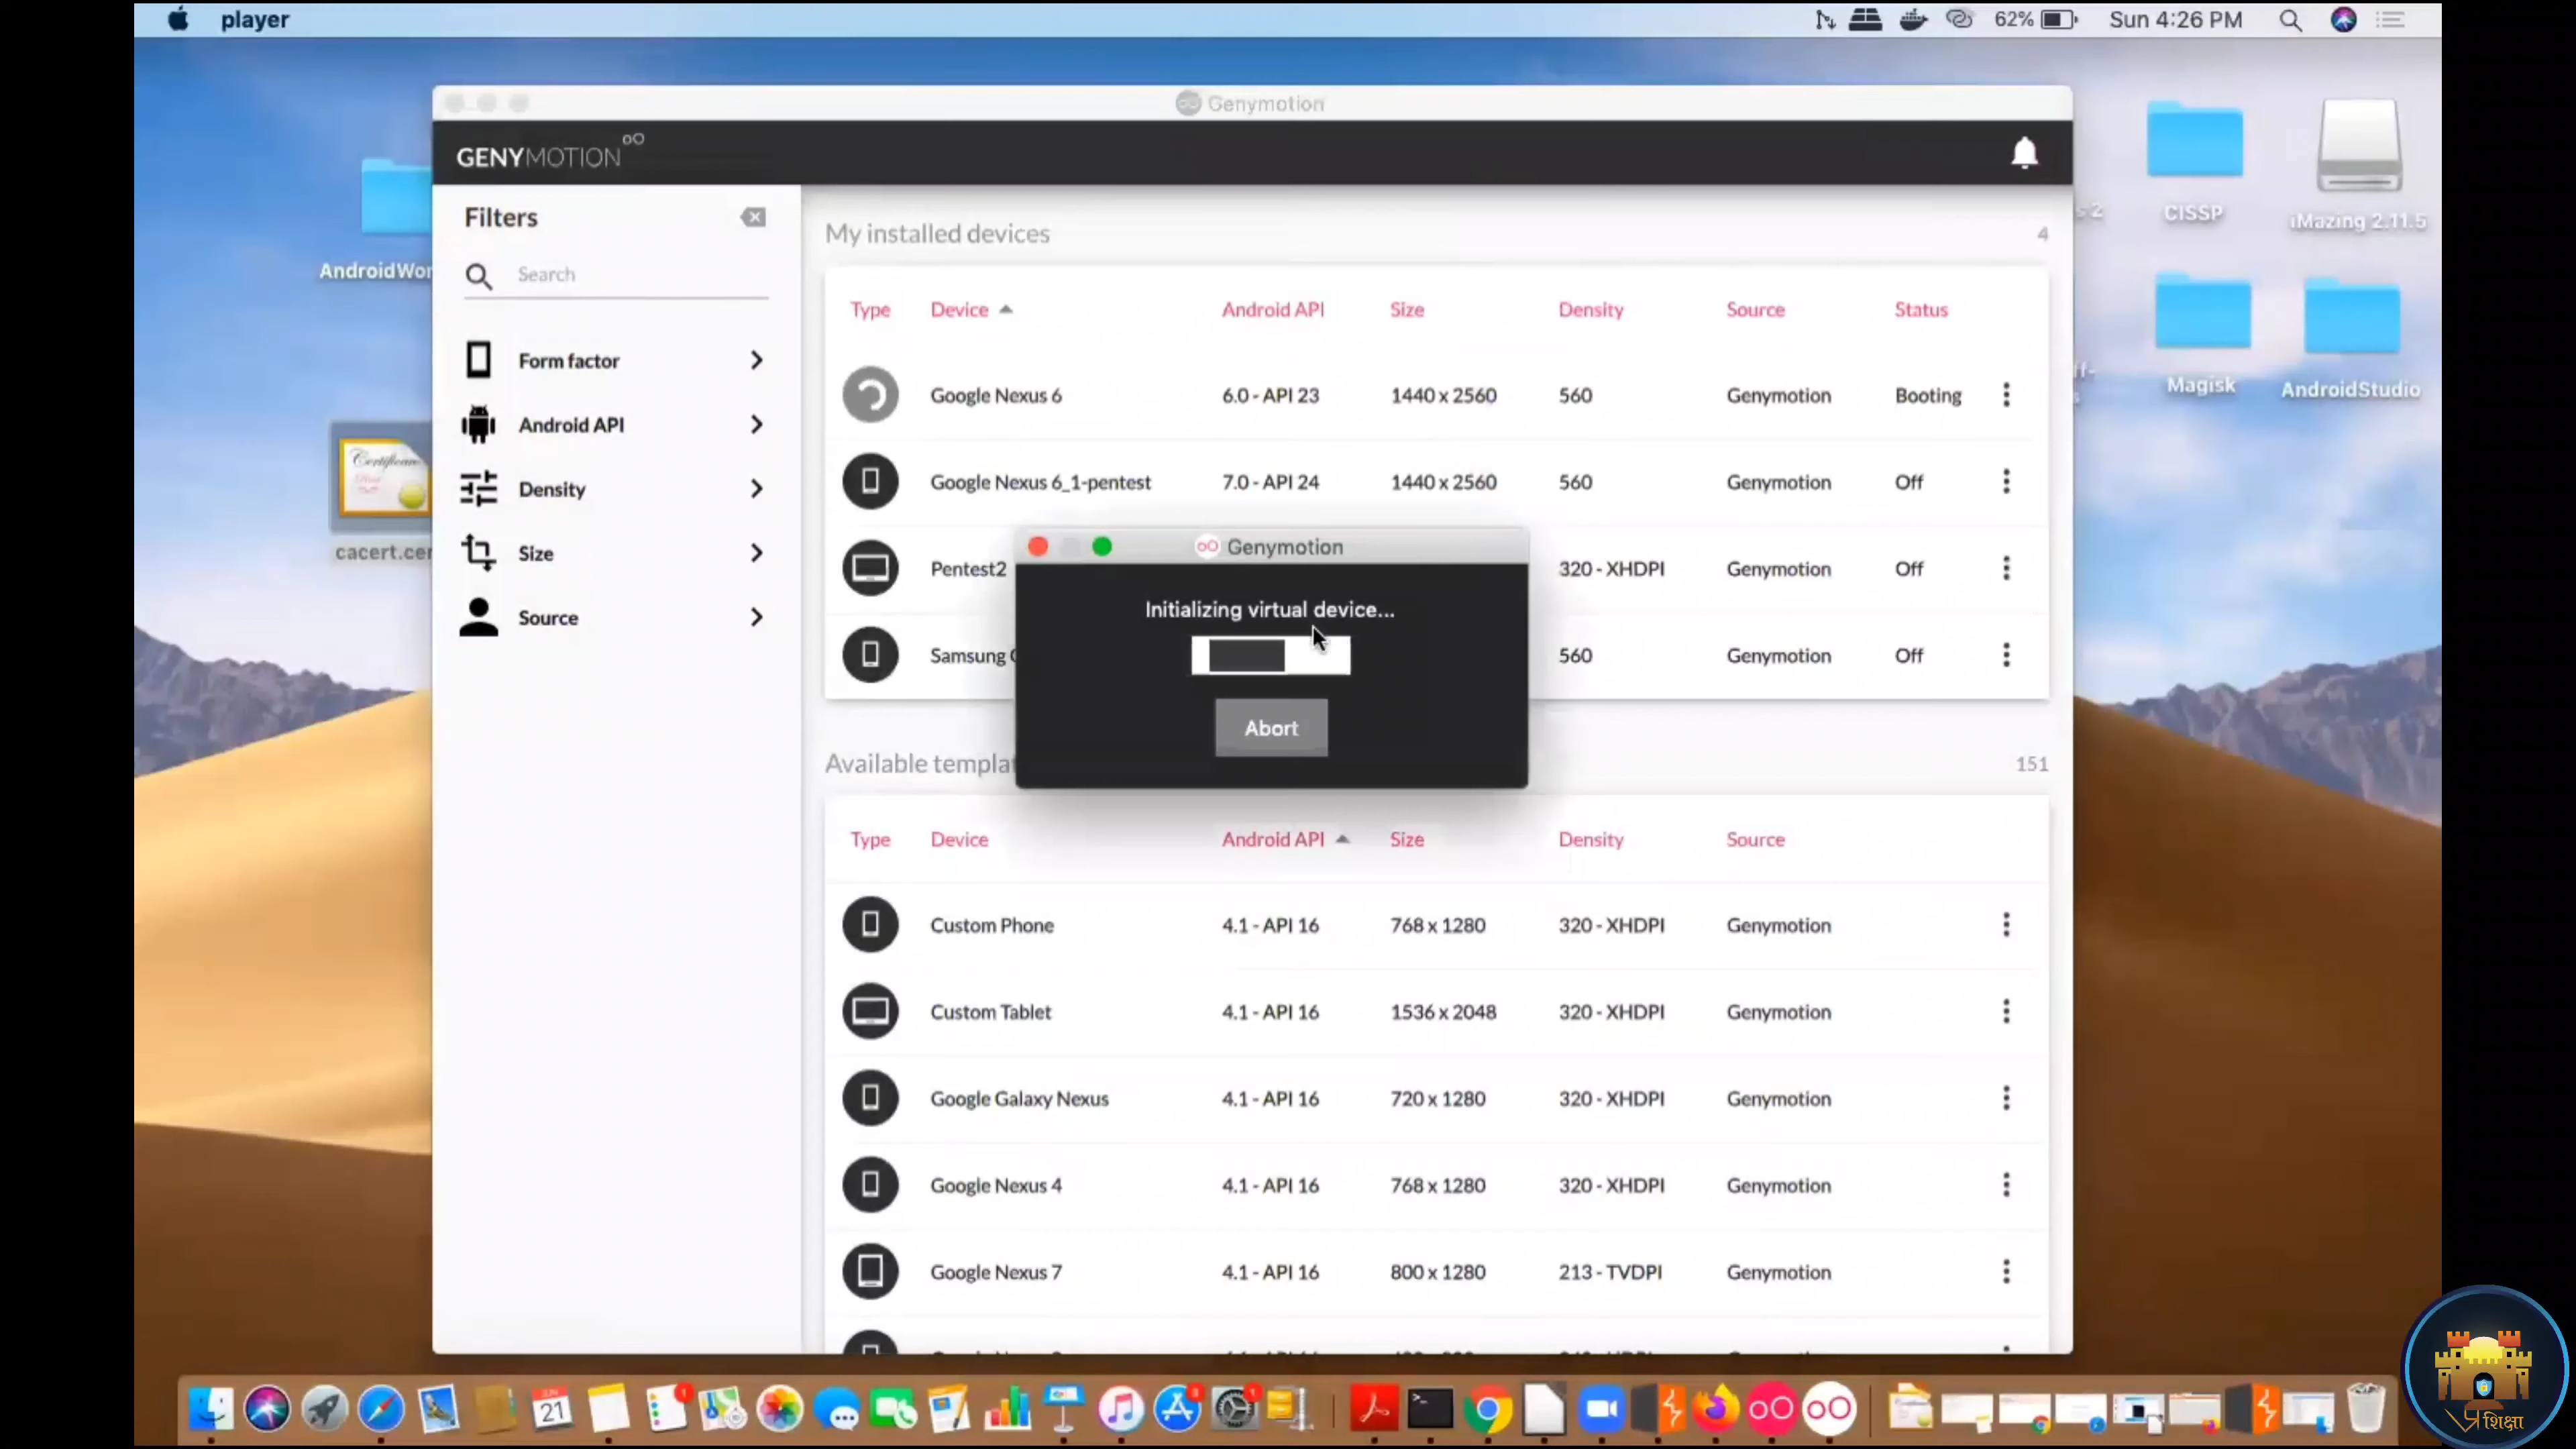 player
62%
Sun 4:26 PM
Genymotion
GENYMOTION
Filters
Search
Form factor
Android API
Density
Size
Source
My installed devices
4
Type Device Android API Size Density Source Status
Google Nexus 6 6.0 - API 23 1440 x 2560 560 Genymotion Booting
Google Nexus 6_1-pentest 7.0 - API 24 1440 x 2560 560 Genymotion Off
Pentest2 320 - XHDPI Genymotion Off
Samsung 560 Genymotion Off
Genymotion
Initializing virtual device...
Abort
Available
151
Type Device Android API Size Density Source
Custom Phone 4.1 - API 16 768 x 1280 320 - XHDPI Genymotion
Custom Tablet 4.1 - API 16 1536 x 2048 320 - XHDPI Genymotion
Google Galaxy Nexus 4.1 - API 16 720 x 1280 320 - XHDPI Genymotion
Google Nexus 4 4.1 - API 16 768 x 1280 320 - XHDPI Genymotion
Google Nexus 7 4.1 - API 16 800 x 1280 213 - TVDPI Genymotion
AndroidWor
cacert.cer
CISSP
iMazing 2.11.5
Magisk
AndroidStudio
21
प्रशिक्षा